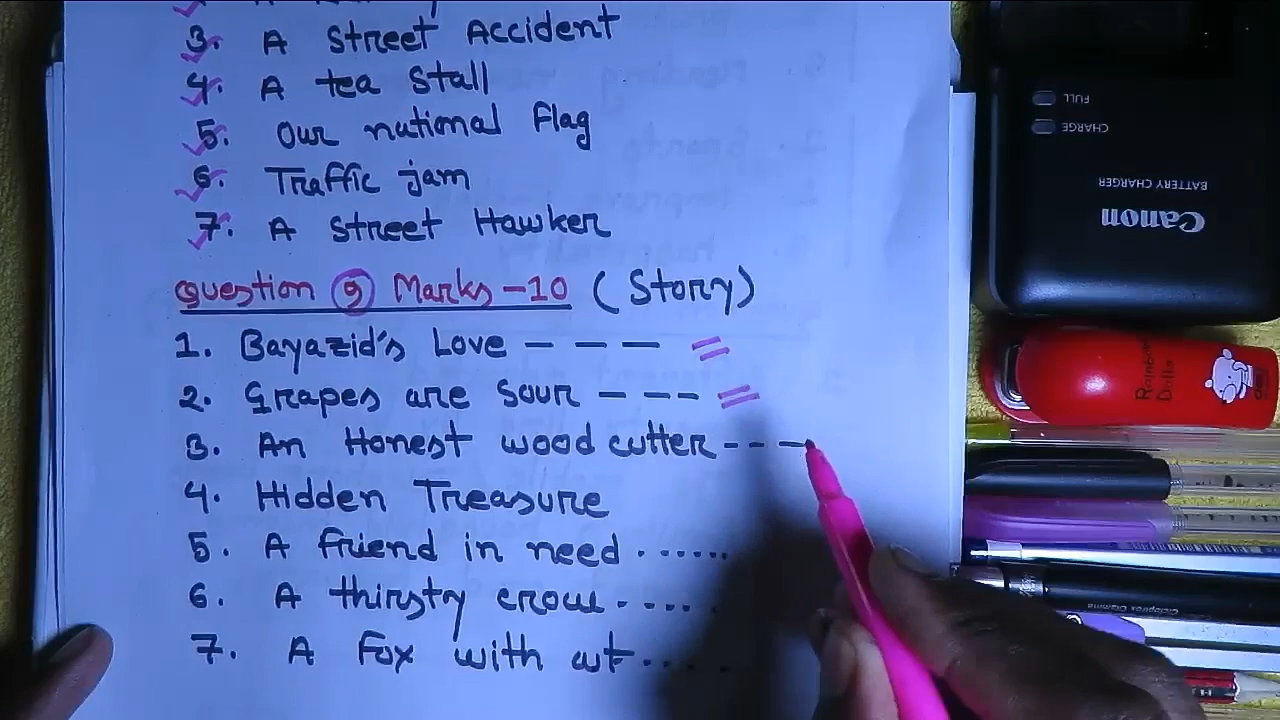 3. A Street Accident
4. A tea Stall
5. Our national Flag
6. Traffic jam
7. A Street Hawker
Question 9 Marks - 10 (Story)
1. Bayazid's Love - - - =
2. Grapes are Sour - - - =
3. An Honest wood cutter - - -
4. Hidden Treasure
5. A friend in need ......
6. A thirsty crow .....
7. A Fox with out .....
FULL
CHARGE
BATTERY CHARGER
Canon
Rainbow